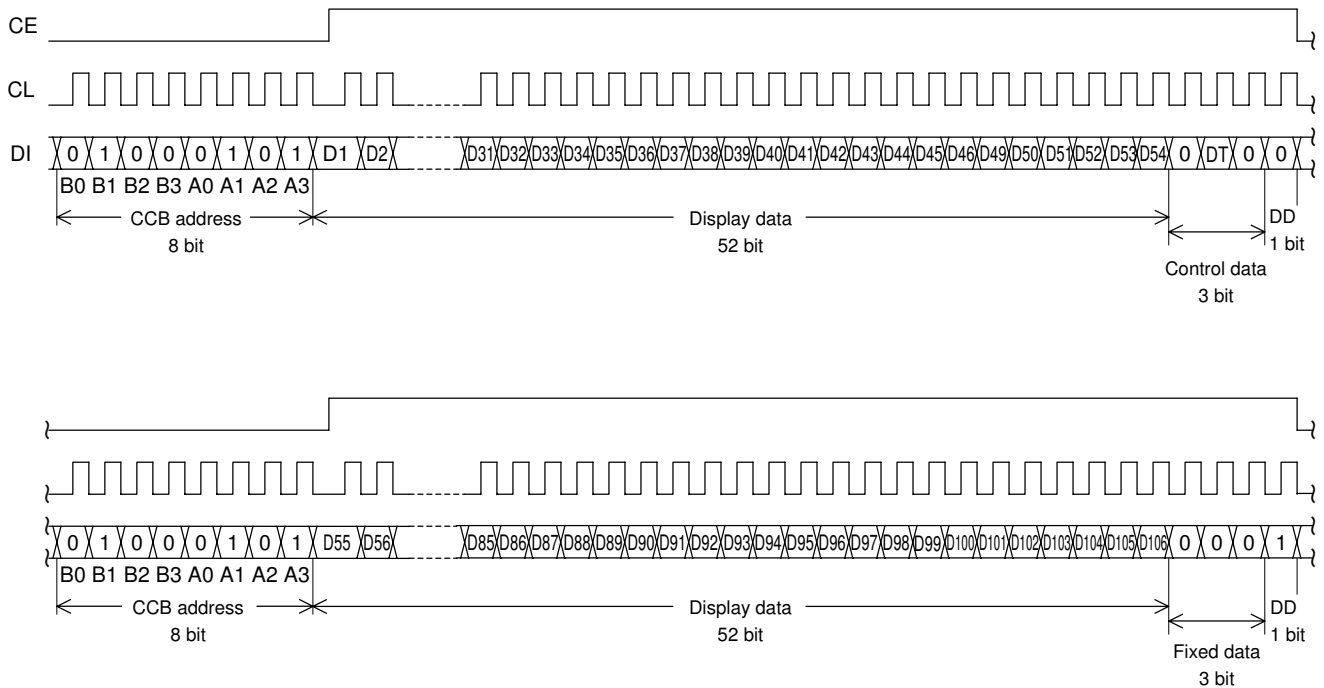 CE
CL
DI 0 1 0 0 0 1 0 1 D1 D2 D31 D32 D33 D34 D35 D36 D37 D38 D39 D40 D41 D42 D43 D44 D45 D46 D49 D50 D51 D52 D53 D54 0 DT 0 0
B0 B1 B2 B3 A0 A1 A2 A3
CCB address Display data DD
8 bit 52 bit 1 bit
Control data
3 bit
0 1 0 0 0 1 0 1 D55 D56 D85 D86 D87 D88 D89 D90 D91 D92 D93 D94 D95 D96 D97 D98 D99 D100 D101 D102 D103 D104 D105 D106 0 0 0 1
B0 B1 B2 B3 A0 A1 A2 A3
CCB address Display data DD
8 bit 52 bit 1 bit
Fixed data
3 bit